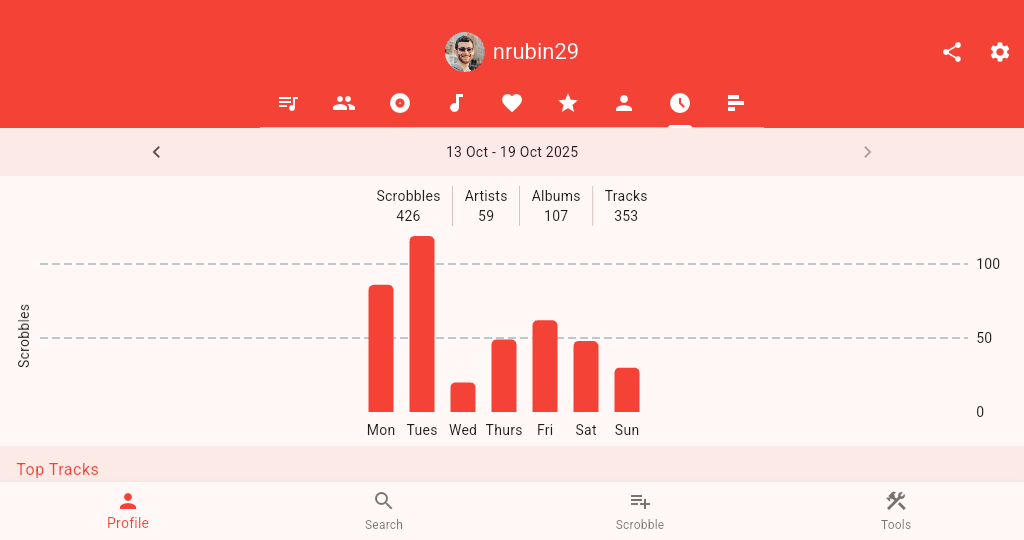 nrubin29
13 Oct - 19 Oct 2025
Scrobbles Artists Albums Tracks
426 59 107 353
100
50
0
Scrobbles
Mon Tues Wed Thurs Fri Sat Sun
Top Tracks
Profile Search Scrobble Tools